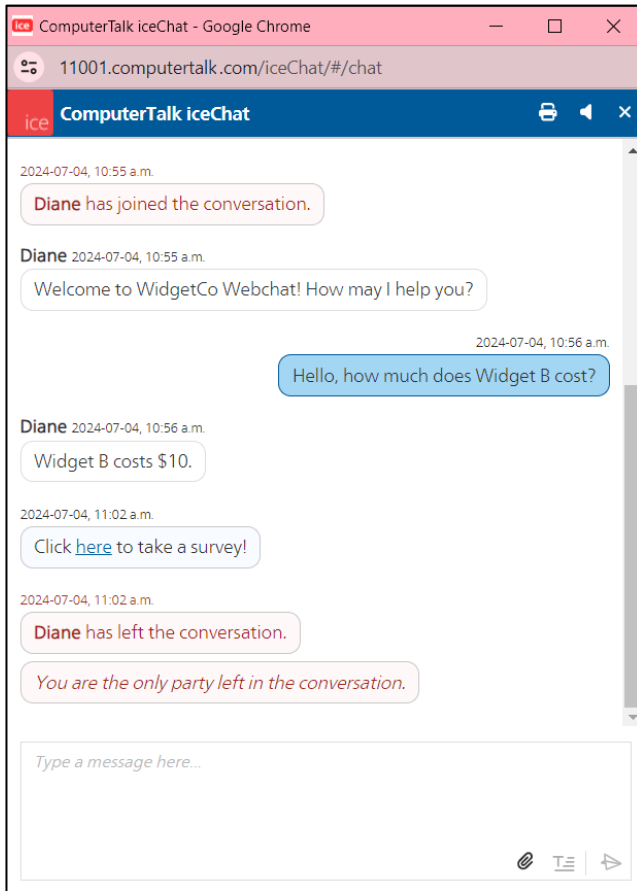 ice ComputerTalk iceChat - Google Chrome
11001.computertalk.com/iceChat/#/chat
ice ComputerTalk iceChat
2024-07-04, 10:55 a.m.
Diane has joined the conversation.
Diane 2024-07-04, 10:55 a.m.
Welcome to WidgetCo Webchat! How may I help you?
2024-07-04, 10:56 a.m.
Hello, how much does Widget B cost?
Diane 2024-07-04, 10:56 a.m.
Widget B costs $10.
2024-07-04, 11:02 a.m.
Click here to take a survey!
2024-07-04, 11:02 a.m.
Diane has left the conversation.
You are the only party left in the conversation.
Type a message here...